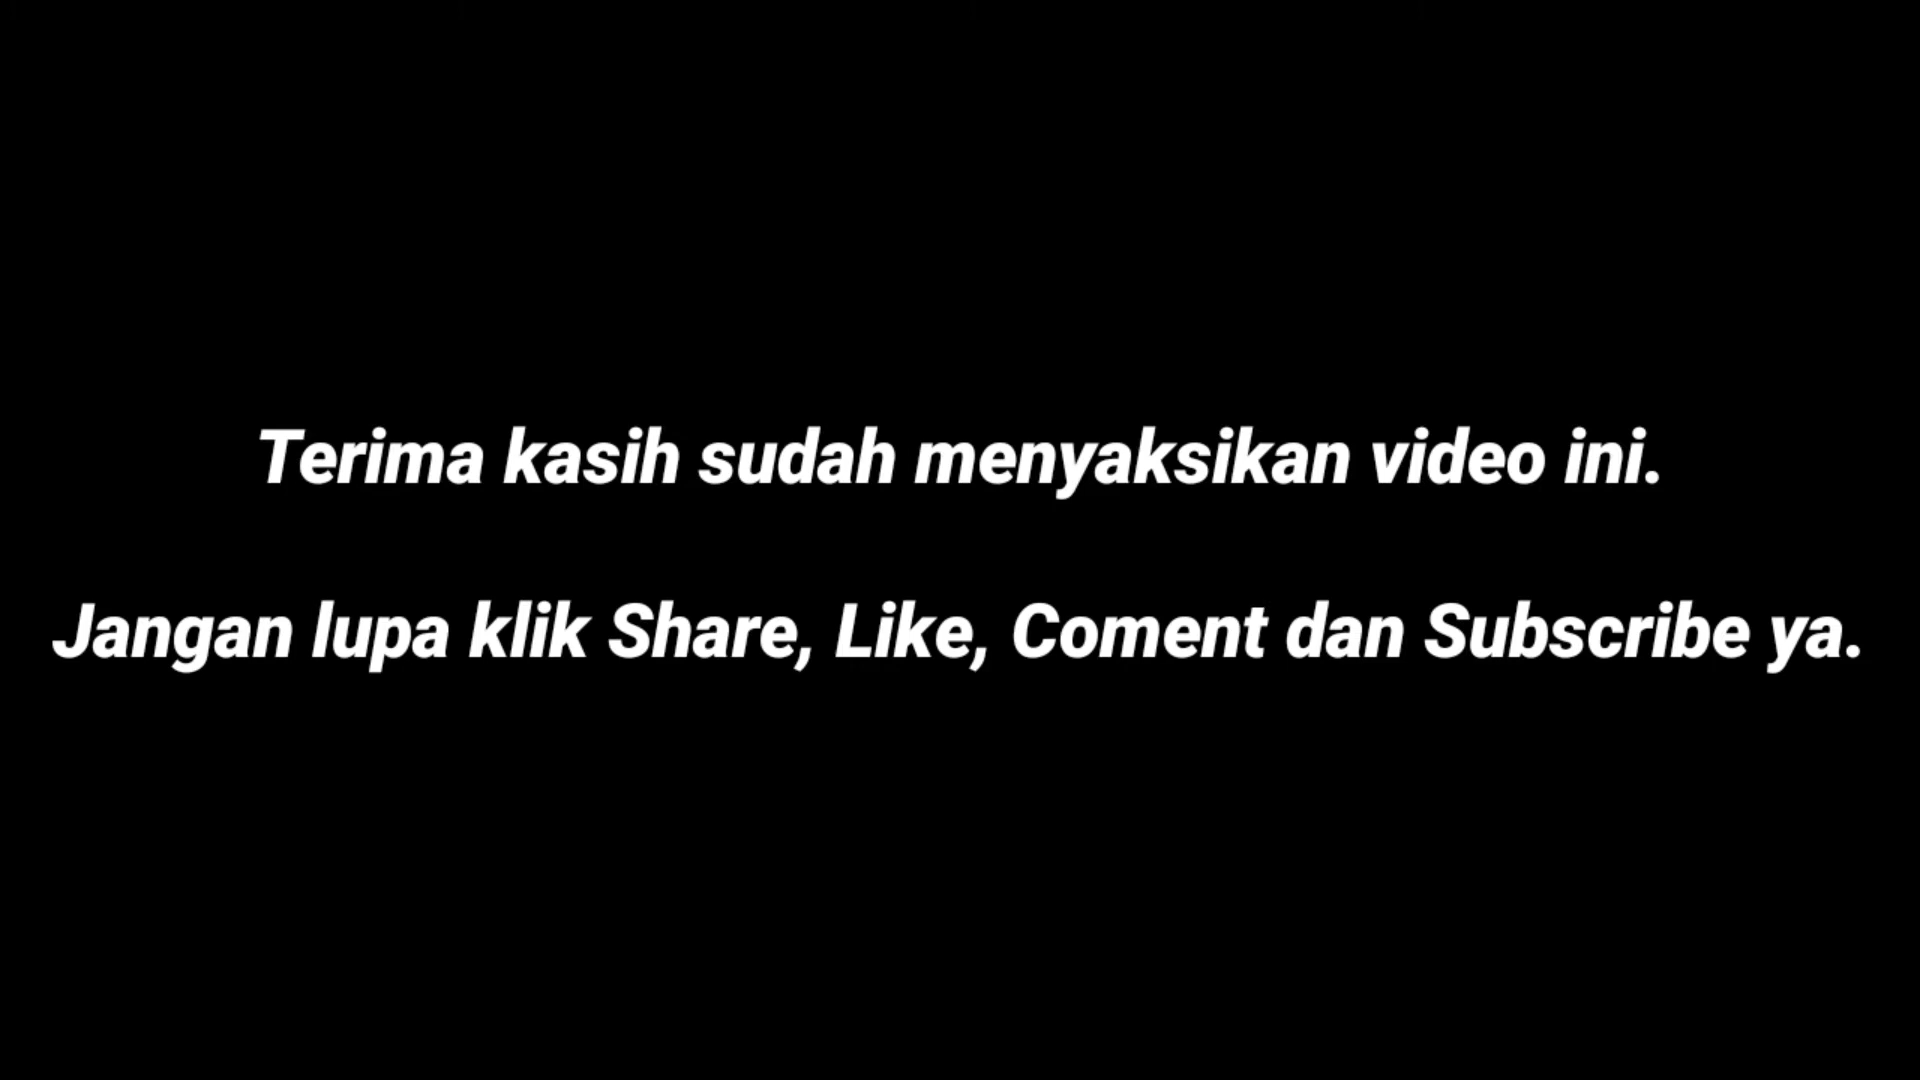 Terima kasih sudah menyaksikan video ini.
Jangan lupa klik Share, Like, Coment dan Subscribe ya.